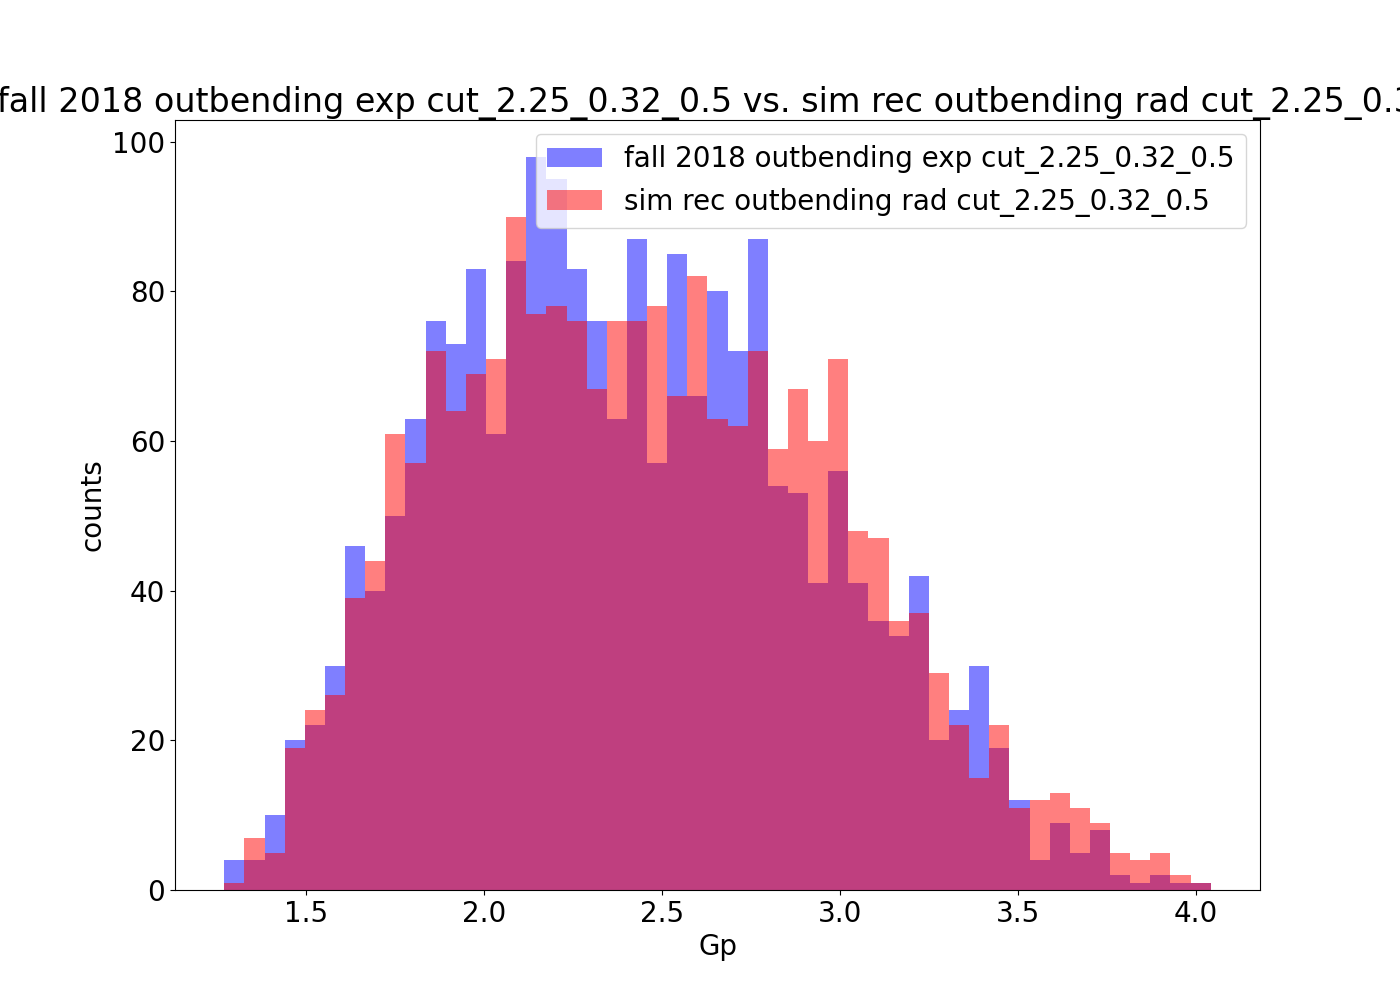 fall 2018 outbending exp cut_2.25_0.32_0.5 vs. sim rec outbending rad cut_2.25_0.3
fall 2018 outbending exp cut_2.25_0.32_0.5
sim rec outbending rad cut_2.25_0.32_0.5
100
80
60
40
20
0
counts
1.5 2.0 2.5 3.0 3.5 4.0
Gp